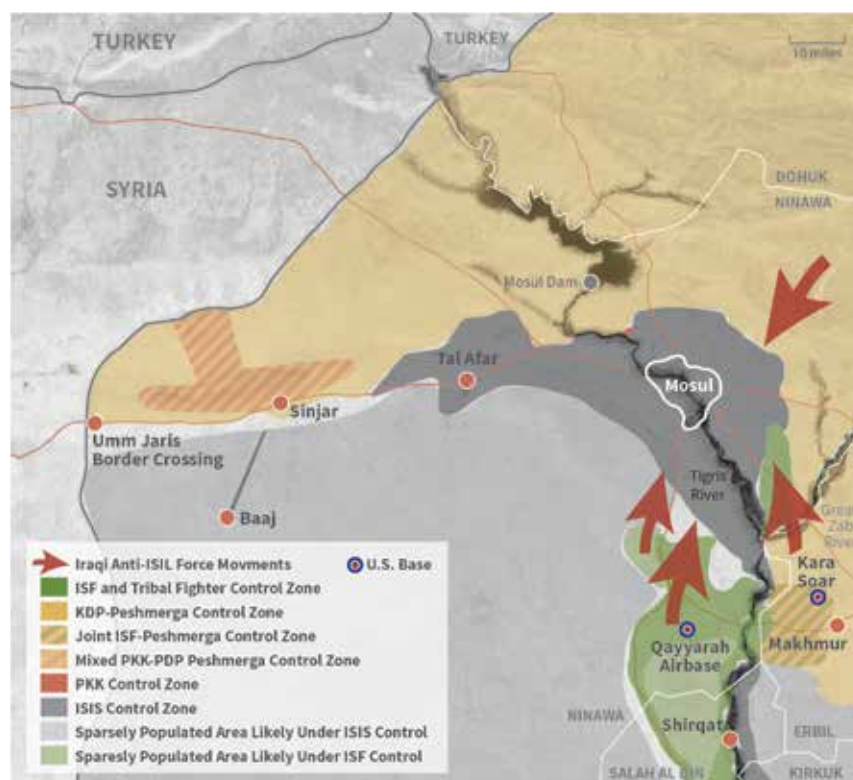 TURKEY
TURKEY
10 miles
SYRIA
DOHUK
NINAWA
Mosul Dam
Tal Afar
Mosul
Sinjar
Umm Jaris
Border Crossing
Tigris
River
Baaj
Great
Zab
River
Kara
Soar
Iraqi Anti-ISIL Force Movments
U.S. Base
ISF and Tribal Fighter Control Zone
KDP-Peshmerga Control Zone
Joint ISF-Peshmerga Control Zone
Mixed PKK-PDP Peshmerga Control Zone
PKK Control Zone
ISIS Control Zone
Sparsely Populated Area Likely Under ISIS Control
Sparesly Populated Area Likely Under ISF Control
Qayyarah
Airbase
Makhmur
NINAWA
Shirqat
ERBIL
SALAH AL DIN
KIRKUK